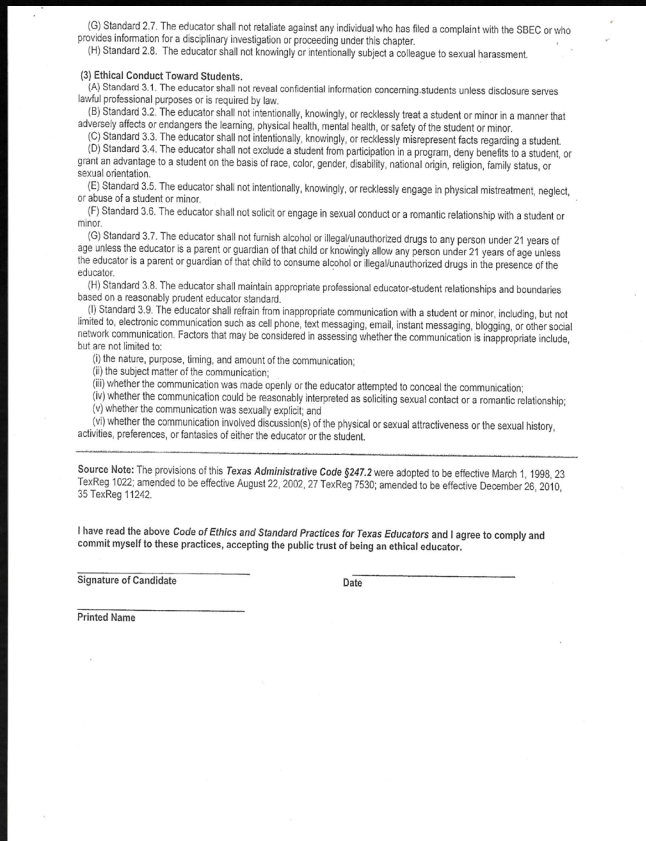 (G) Standard 2.7. The educator shall not retaliate against any individual who has filed a complaint with the SBEC or who
provides information for a disciplinary investigation or proceeding under this chapter.
(H) Standard 2.8. The educator shall not knowingly or intentionally subject a colleague to sexual harassment.
(3) Ethical Conduct Toward Students.
(A) Standard 3.1. The educator shall not reveal confidential information concerning students unless disclosure serves
lawful professional purposes or is required by law.
(B) Standard 3.2. The educator shall not intentionally, knowingly, or recklessly treat a student or minor in a manner that
adversely affects or endangers the learning, physical health, mental health, or safety of the student or minor.
(C) Standard 3.3. The educator shall not intentionally, knowingly, or recklessly misrepresent facts regarding a student.
(D) Standard 3.4. The educator shall not exclude a student from participation in a program, deny benefits to a student, or
grant an advantage to a student on the basis of race, color, gender, disability, national origin, religion, family status, or
sexual orientation.
(E) Standard 3.5. The educator shall not intentionally, knowingly, or recklessly engage in physical mistreatment, neglect,
or abuse of a student or minor.
(F) Standard 3.6. The educator shall not solicit or engage in sexual conduct or a romantic relationship with a student or
minor.
(G) Standard 3.7. The educator shall not furnish alcohol or illegal/unauthorized drugs to any person under 21 years of
age unless the educator is a parent or guardian of that child or knowingly allow any person under 21 years of age unless
the educator is a parent or guardian of that child to consume alcohol or illegal/unauthorized drugs in the presence of the
educator.
(H) Standard 3.8. The educator shall maintain appropriate professional educator-student relationships and boundaries
based on a reasonably prudent educator standard.
(I) Standard 3.9. The educator shall refrain from inappropriate communication with a student or minor, including, but not
limited to, electronic communication such as cell phone, text messaging, email, instant messaging, blogging, or other social
network communication. Factors that may be considered in assessing whether the communication is inappropriate include,
but are not limited to:
(i) the nature, purpose, timing, and amount of the communication;
(ii) the subject matter of the communication;
(iii) whether the communication was made openly or the educator attempted to conceal the communication;
(iv) whether the communication could be reasonably interpreted as soliciting sexual contact or a romantic relationship;
(v) whether the communication was sexually explicit; and
(vi) whether the communication involved discussion(s) of the physical or sexual attractiveness or the sexual history,
activities, preferences, or fantasies of either the educator or the student.
Source Note: The provisions of this Texas Administrative Code §247.2 were adopted to be effective March 1, 1998, 23
TexReg 1022; amended to be effective August 22, 2002, 27 TexReg 7530; amended to be effective December 26, 2010,
35 TexReg 11242.
I have read the above Code of Ethics and Standard Practices for Texas Educators and I agree to comply and
commit myself to these practices, accepting the public trust of being an ethical educator.
Signature of Candidate
Date
Printed Name